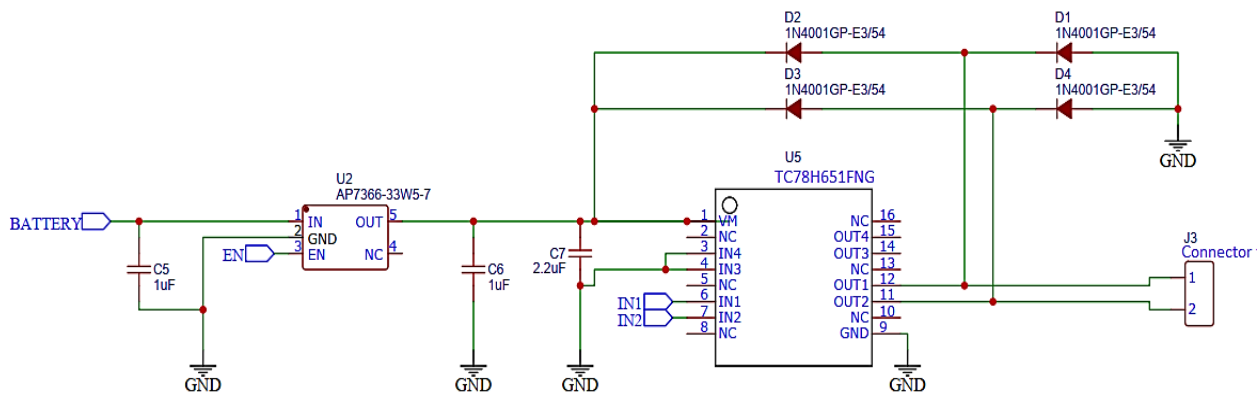 D2
1N4001GP-E3/54
D1
1N4001GP-E3/54
D3
1N4001GP-E3/54
D4
1N4001GP-E3/54
GND
U5
TC78H651FNG
U2
AP7366-33W5-7
BATTERY
1 IN OUT 5
2 GND
3 EN NC 4
EN
C5
1uF
C6
1uF
C7
2.2uF
1 VM NC 16
2 NC OUT4 15
3 IN4 OUT3 14
4 IN3 NC 13
5 NC OUT1 12
IN1 6 IN1 OUT2 11
IN2 7 IN2 NC 10
8 NC GND 9
J3
Connector
1
2
GND
GND
GND
GND